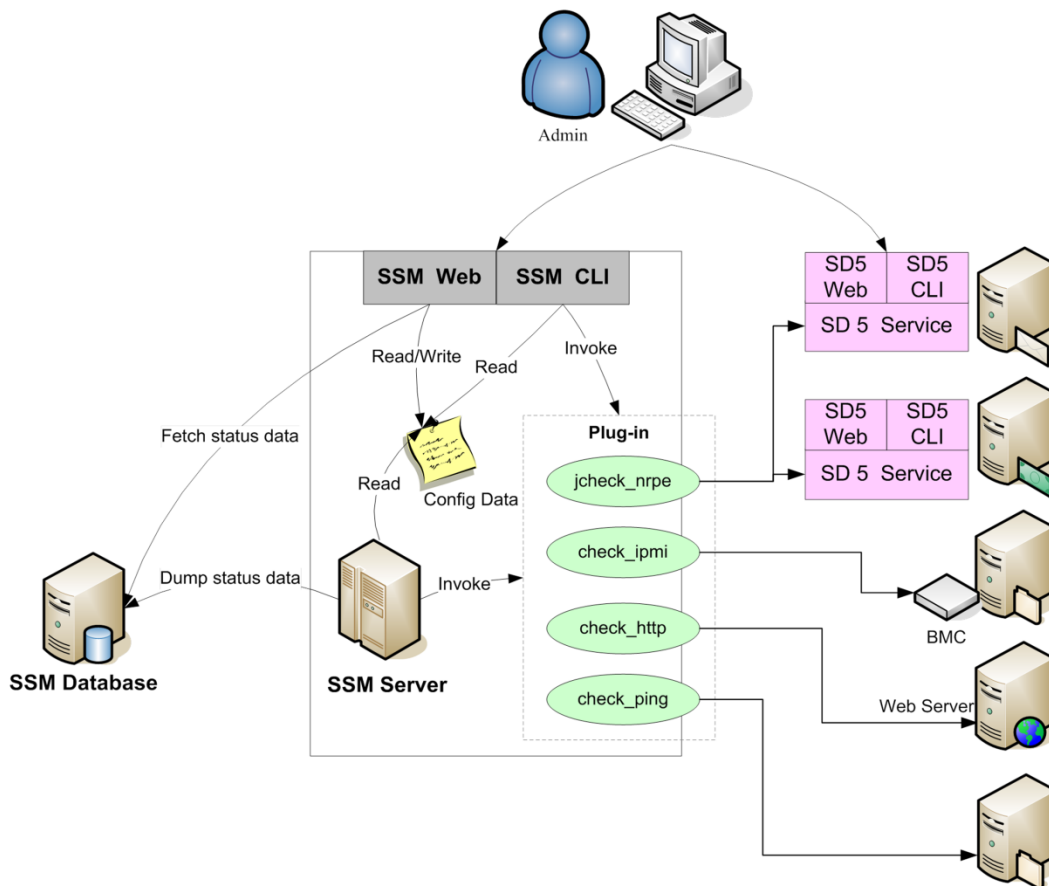 Admin
SSM Web
SSM CLI
SD5
Web
SD5
CLI
SD 5 Service
Read/Write
Read
Invoke
Fetch status data
Plug-in
SD5
Web
SD5
CLI
SD 5 Service
Config Data
Read
jcheck_nrpe
check_ipmi
Dump status data
Invoke
BMC
check_http
SSM Database
SSM Server
check_ping
Web Server